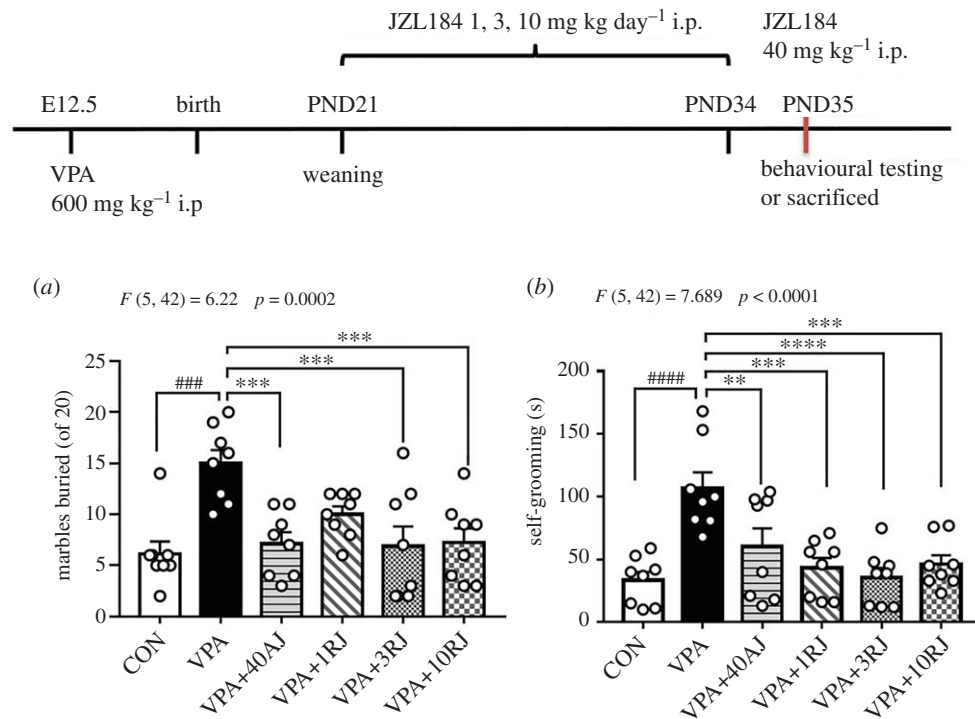 JZL184 1, 3, 10 mg kg day⁻¹ i.p.
JZL184
40 mg kg⁻¹ i.p.
E12.5
birth
PND21
PND34
PND35
VPA
600 mg kg⁻¹ i.p
weaning
behavioural testing
or sacrificed
(a)
F (5, 42) = 6.22 p = 0.0002
***
***
### ***
marbles buried (of 20)
25
20
15
10
5
0
CON
VPA
VPA+40AJ
VPA+1RJ
VPA+3RJ
VPA+10RJ
(b)
F (5, 42) = 7.689 p < 0.0001
***
****
***
#### **
self-grooming (s)
200
150
100
50
0
CON
VPA
VPA+40AJ
VPA+1RJ
VPA+3RJ
VPA+10RJ